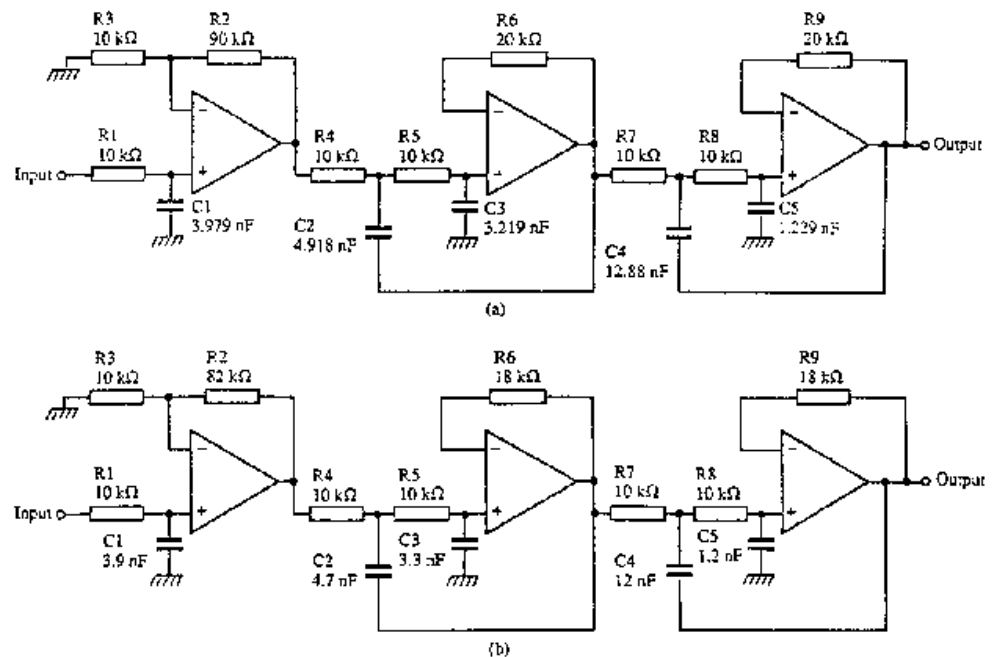 R3
10 kΩ
R2
90 kΩ
R6
20 kΩ
R9
20 kΩ
R1
10 kΩ
R4
10 kΩ
R5
10 kΩ
R7
10 kΩ
R8
10 kΩ
Input
Output
C1
3.979 nF
C2
4.918 nF
C3
3.219 nF
C4
12.88 nF
C5
1.229 nF
(a)
R3
10 kΩ
R2
82 kΩ
R6
18 kΩ
R9
18 kΩ
R1
10 kΩ
R4
10 kΩ
R5
10 kΩ
R7
10 kΩ
R8
10 kΩ
Input
Output
C1
3.9 nF
C2
4.7 nF
C3
3.3 nF
C4
12 nF
C5
1.2 nF
(b)